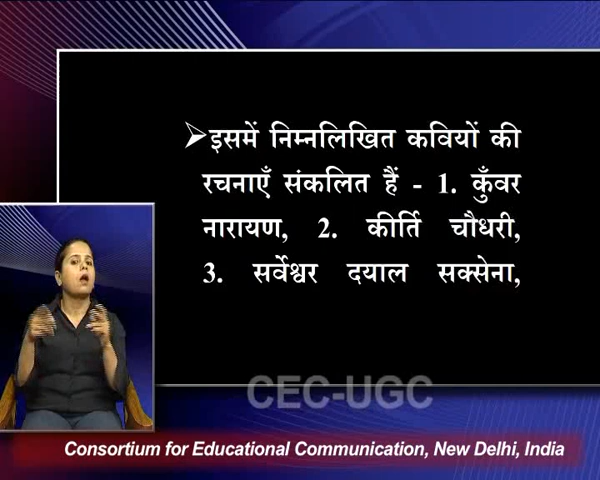 ➢इसमें निम्नलिखित कवियों की
रचनाएँ संकलित हैं - 1. कुँवर
नारायण, 2. कीर्ति चौधरी,
3. सर्वेश्वर दयाल सक्सेना,
CEC-UGC
Consortium for Educational Communication, New Delhi, India